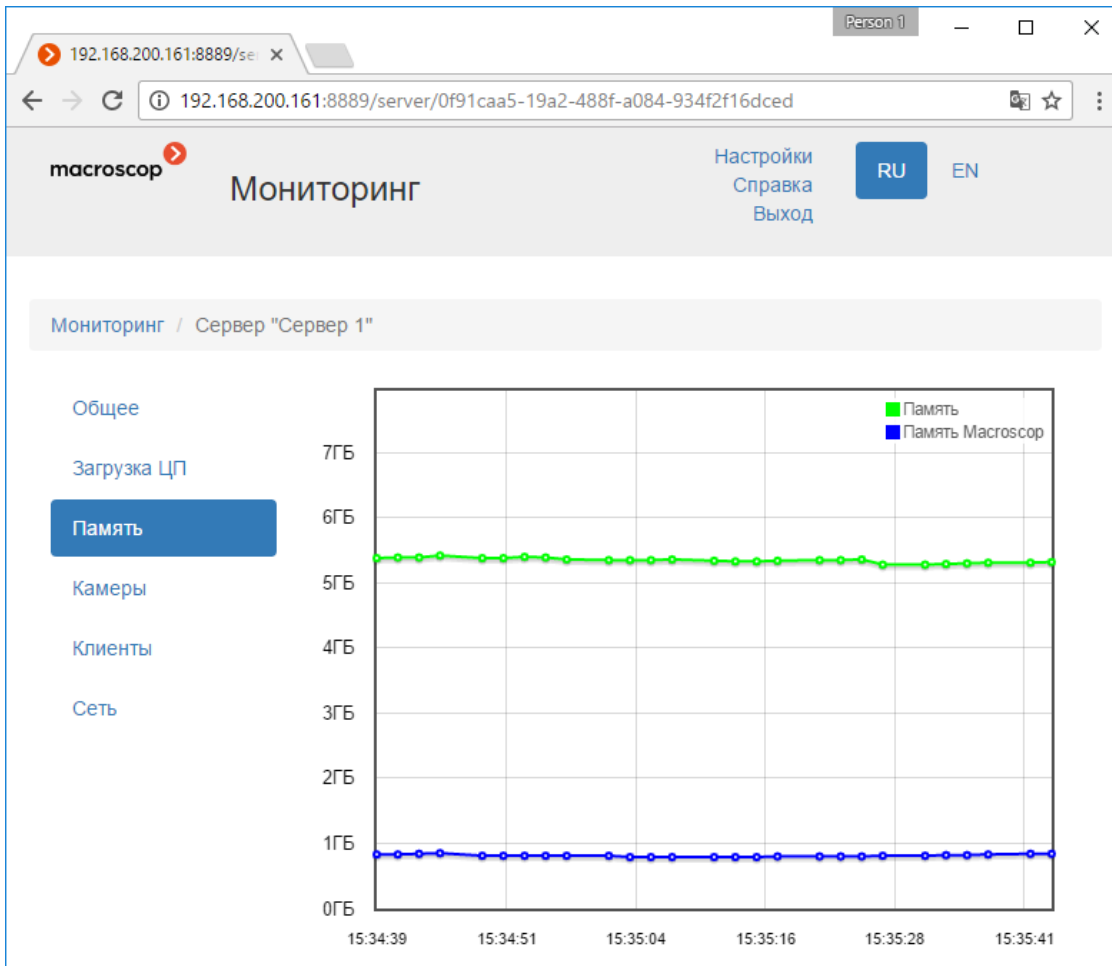 Person 1
192.168.200.161:8889/se
192.168.200.161:8889/server/0f91caa5-19a2-488f-a084-934f2f16dced
macroscop
Мониторинг
Настройки
Справка
Выход
RU
EN
Мониторинг / Сервер "Сервер 1"
Общее
Загрузка ЦП
Память
Камеры
Клиенты
Сеть
Память
Память Macroscop
7ГБ
6ГБ
5ГБ
4ГБ
3ГБ
2ГБ
1ГБ
0ГБ
15:34:39 15:34:51 15:35:04 15:35:16 15:35:28 15:35:41